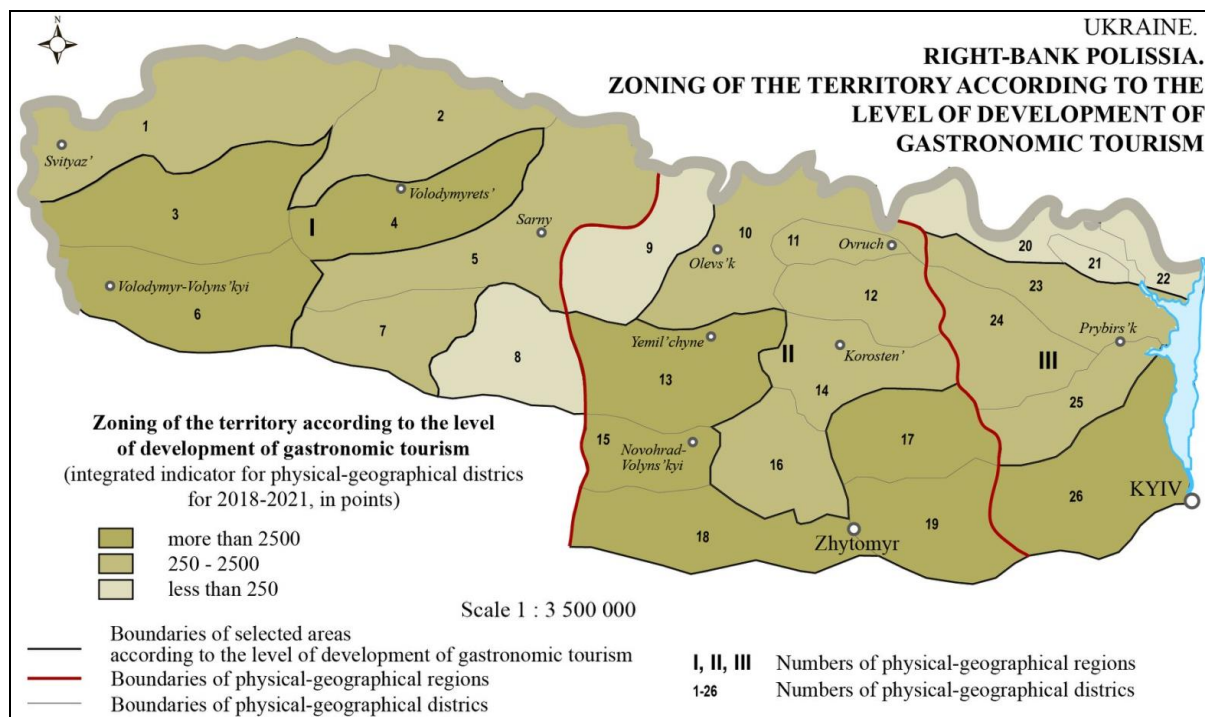 UKRAINE.
RIGHT-BANK POLISSIA.
ZONING OF THE TERRITORY ACCORDING TO THE
LEVEL OF DEVELOPMENT OF
GASTRONOMIC TOURISM
N
1
2
Svityaz'
3
I
4
Volodymyrets'
Sarny
5
6
Volodymyr-Volyns'kyi
7
8
9
10
11
Olevs'k
Ovruch
12
Yemil'chyne
13
II
Korosten'
14
15
Novohrad-
Volyns'kyi
16
17
18
Zhytomyr
19
20
21
22
23
24
Prybirs'k
III
25
26
KYIV
Zoning of the territory according to the level
of development of gastronomic tourism
(integrated indicator for physical-geographical districs
for 2018-2021, in points)
more than 2500
250 - 2500
less than 250
Scale 1 : 3 500 000
Boundaries of selected areas
according to the level of development of gastronomic tourism
Boundaries of physical-geographical regions
Boundaries of physical-geographical districs
I, II, III Numbers of physical-geographical regions
1-26 Numbers of physical-geographical districs